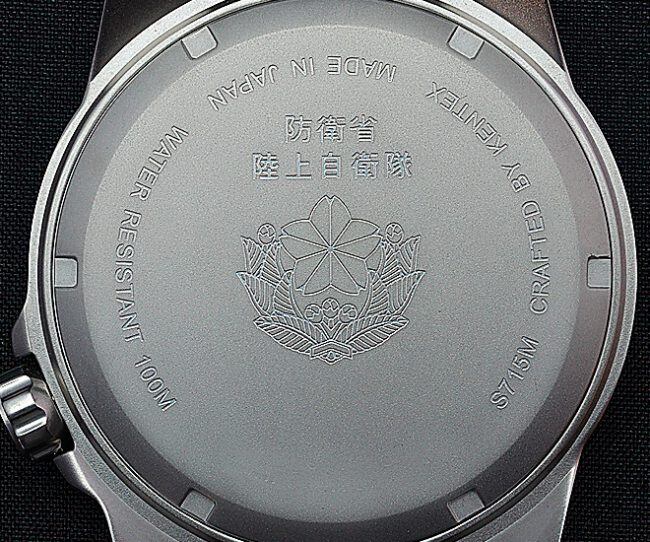 防衛省
陸上自衛隊
WATER RESISTANT 100M
MADE IN JAPAN
S715M CRAFTED BY KENTEX